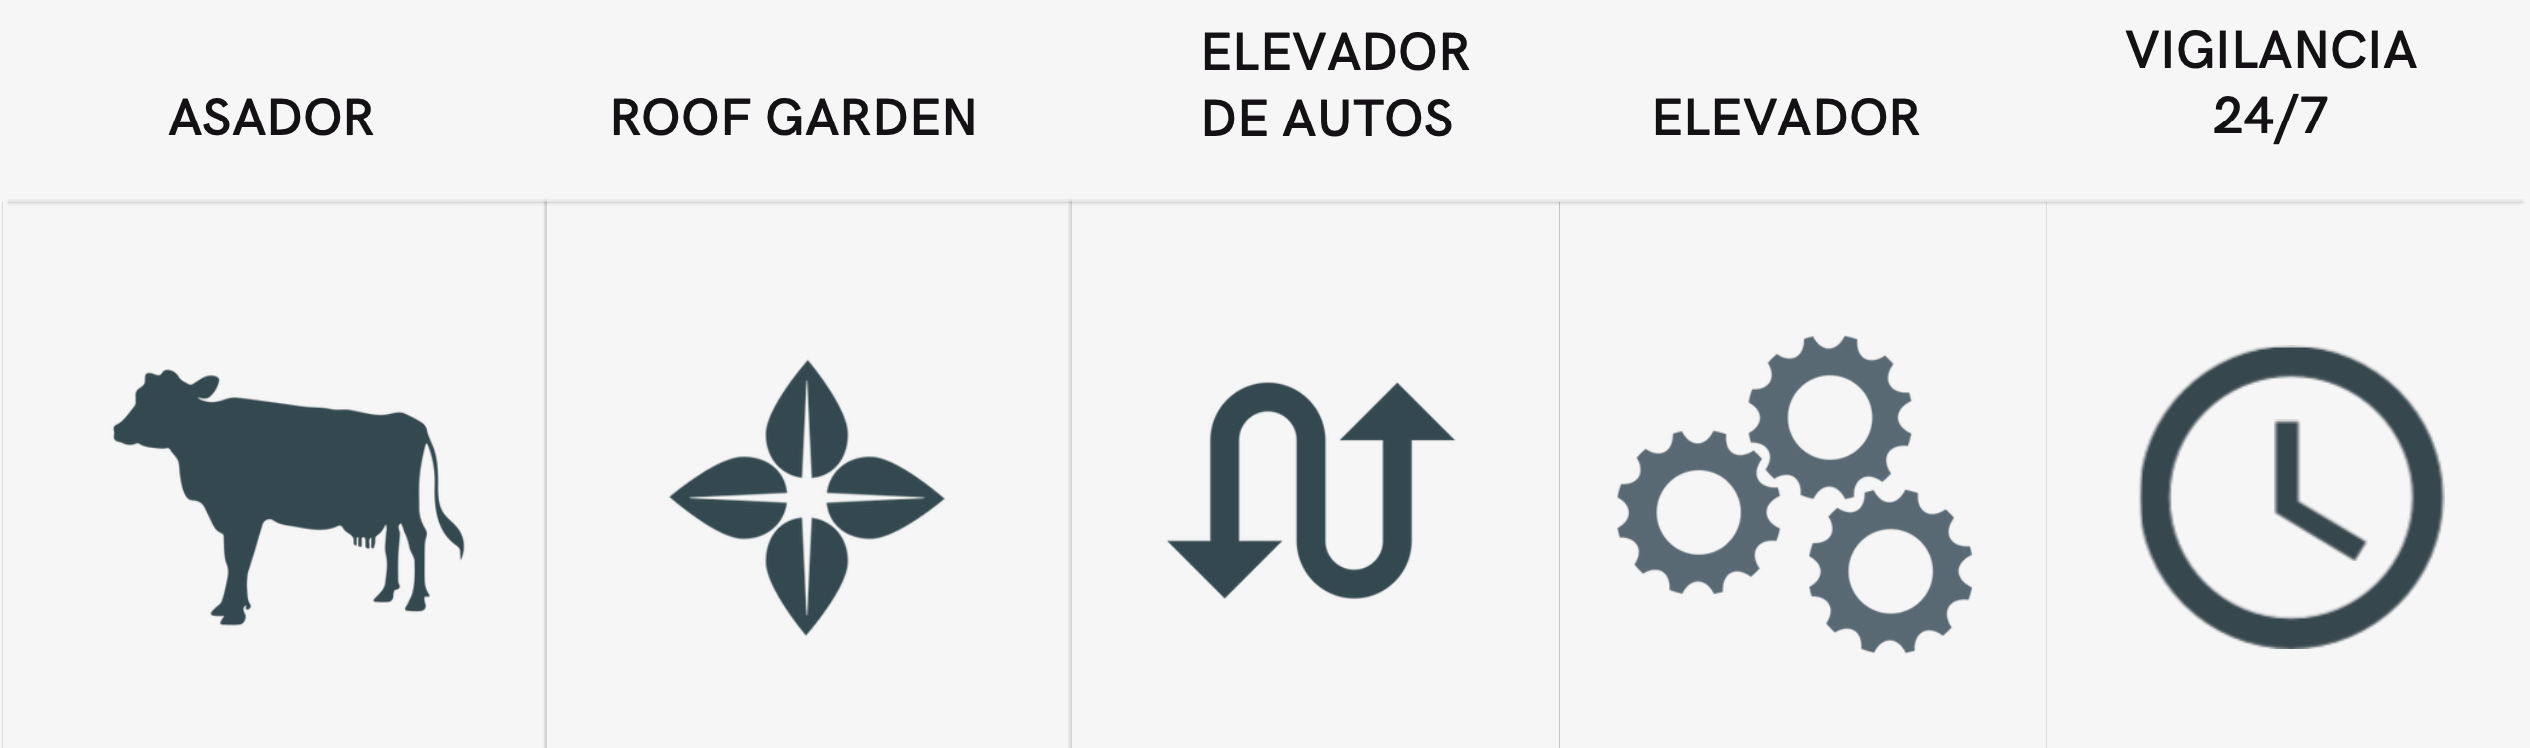 ASADOR
ROOF GARDEN
ELEVADOR
DE AUTOS
ELEVADOR
VIGILANCIA
24/7